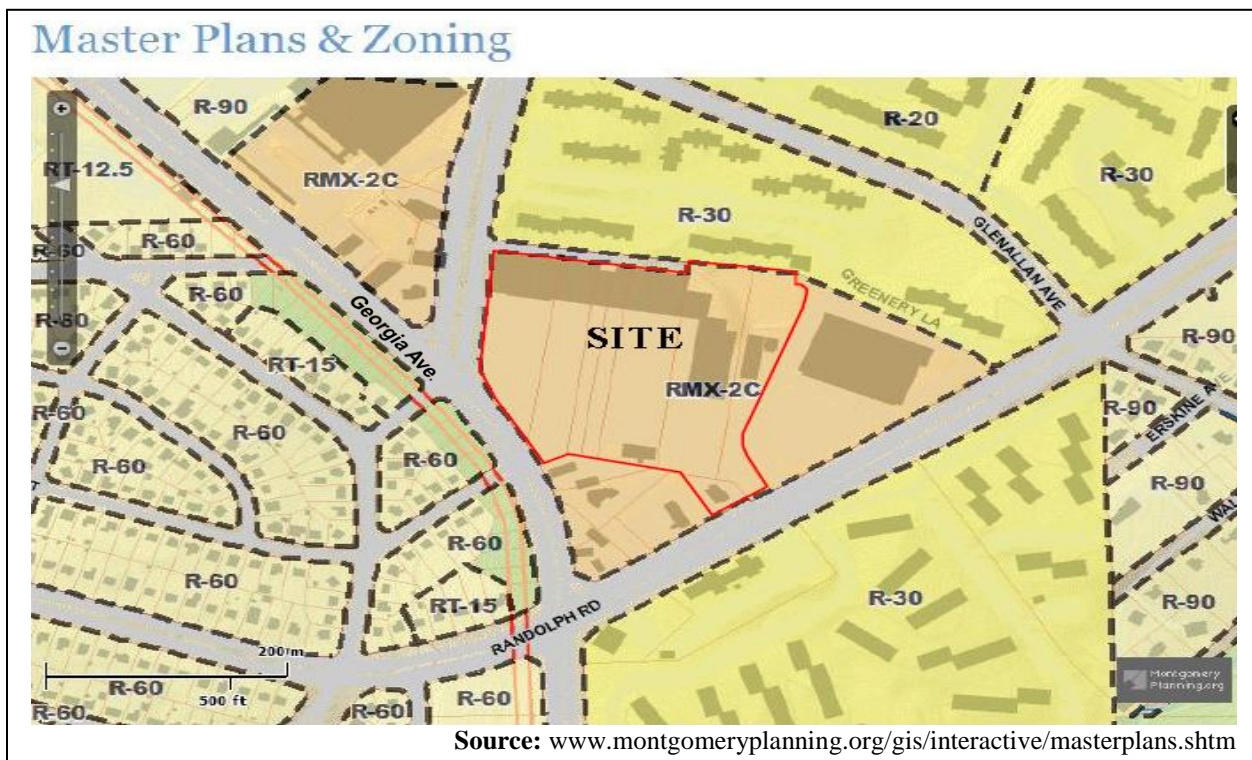 Master Plans & Zoning
R-90
R-20
R-30
RMX-2C
RT-12.5
R-30
R-60
R-60
R-60
R-60
GLENALLAN AVE
GREENERY LA
Georgia Ave.
SITE
R-90
RT-15
RMX-2C
R-60
R-60
R-90
ERSKINE
R-60
R-60
R-90
R-60
R-60
RT-15
R-30
R-90
RANDOLPH RD
200 m
500 ft
R-60
R-60
R-60
R-60
Montgomery
Planning.org
Source: www.montgomeryplanning.org/gis/interactive/masterplans.shtm